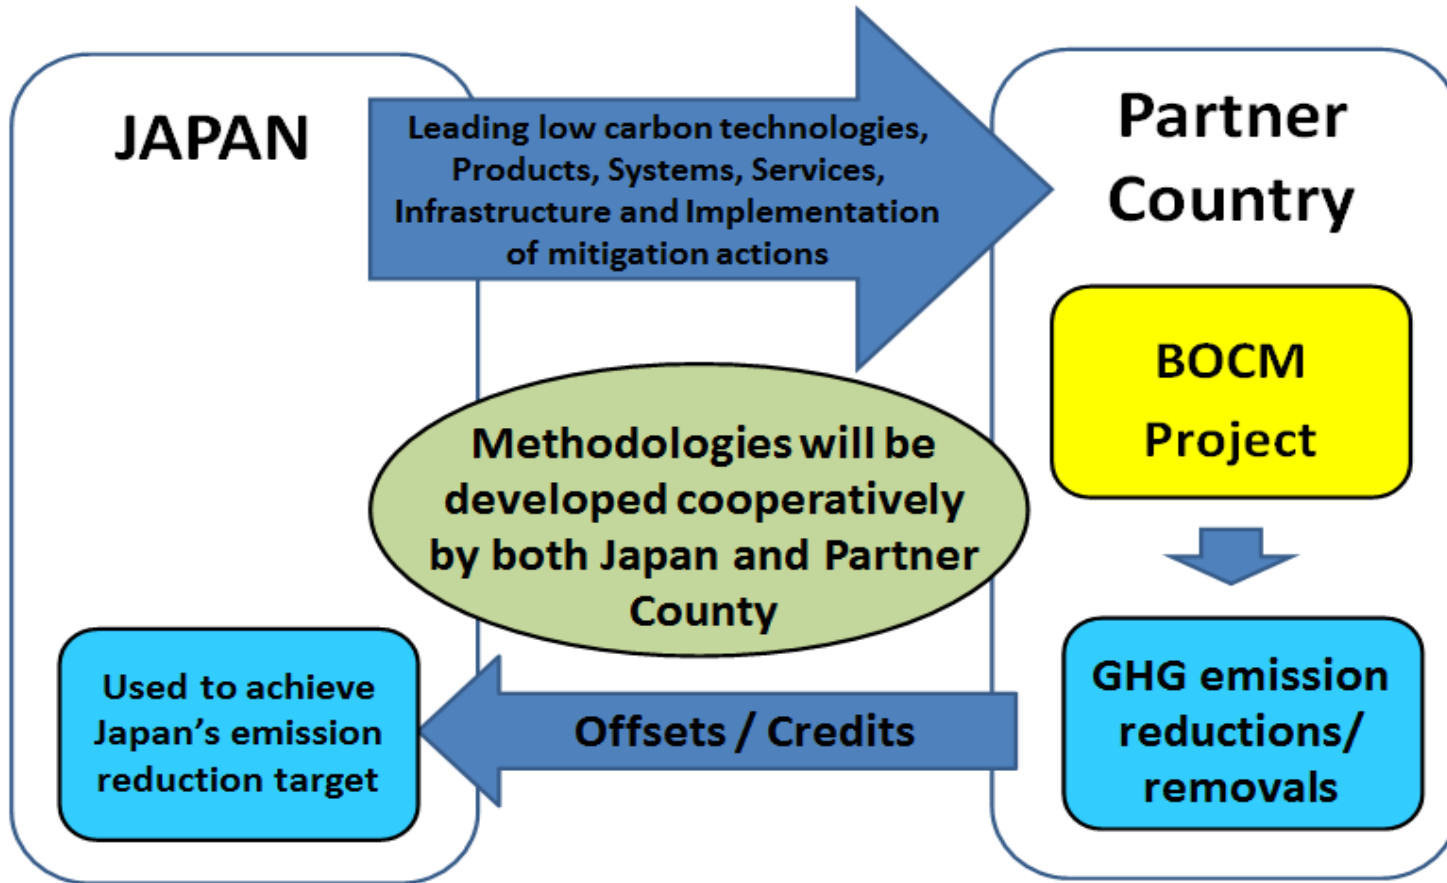 JAPAN
Leading low carbon technologies,
Products, Systems, Services,
Infrastructure and Implementation
of mitigation actions
Partner
Country
BOCM
Project
Methodologies will be
developed cooperatively
by both Japan and Partner
County
GHG emission
reductions/
removals
Offsets / Credits
Used to achieve
Japan’s emission
reduction target